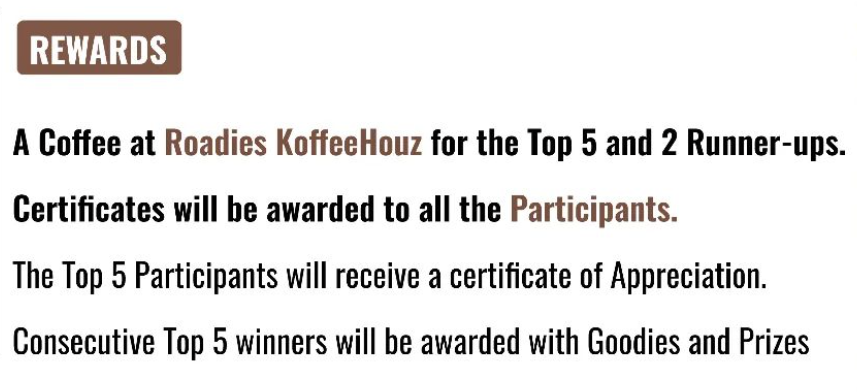 REWARDS
A Coffee at Roadies KoffeeHouz for the Top 5 and 2 Runner-ups.
Certificates will be awarded to all the Participants.
The Top 5 Participants will receive a certificate of Appreciation.
Consecutive Top 5 winners will be awarded with Goodies and Prizes